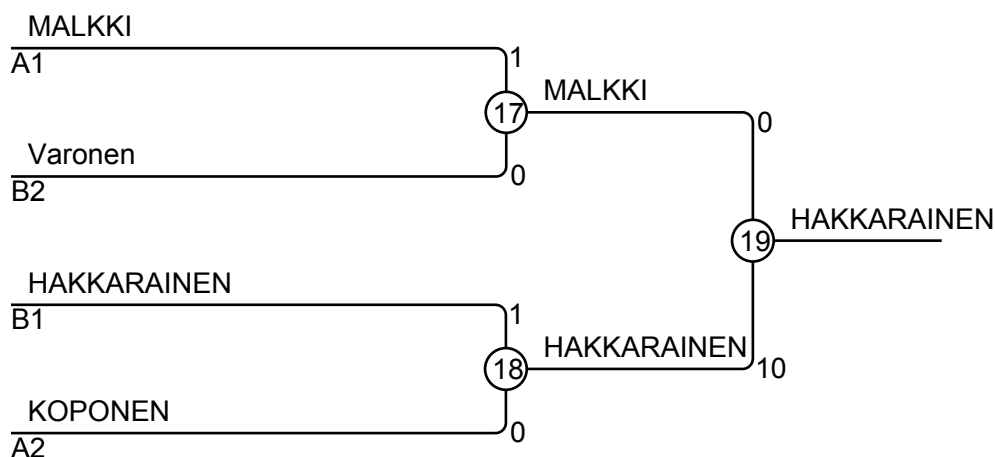 MALKKI
A1
1
17
MALKKI
Varonen
B2
0
0
19
HAKKARAINEN
HAKKARAINEN
B1
1
18
HAKKARAINEN
10
KOPONEN
A2
0